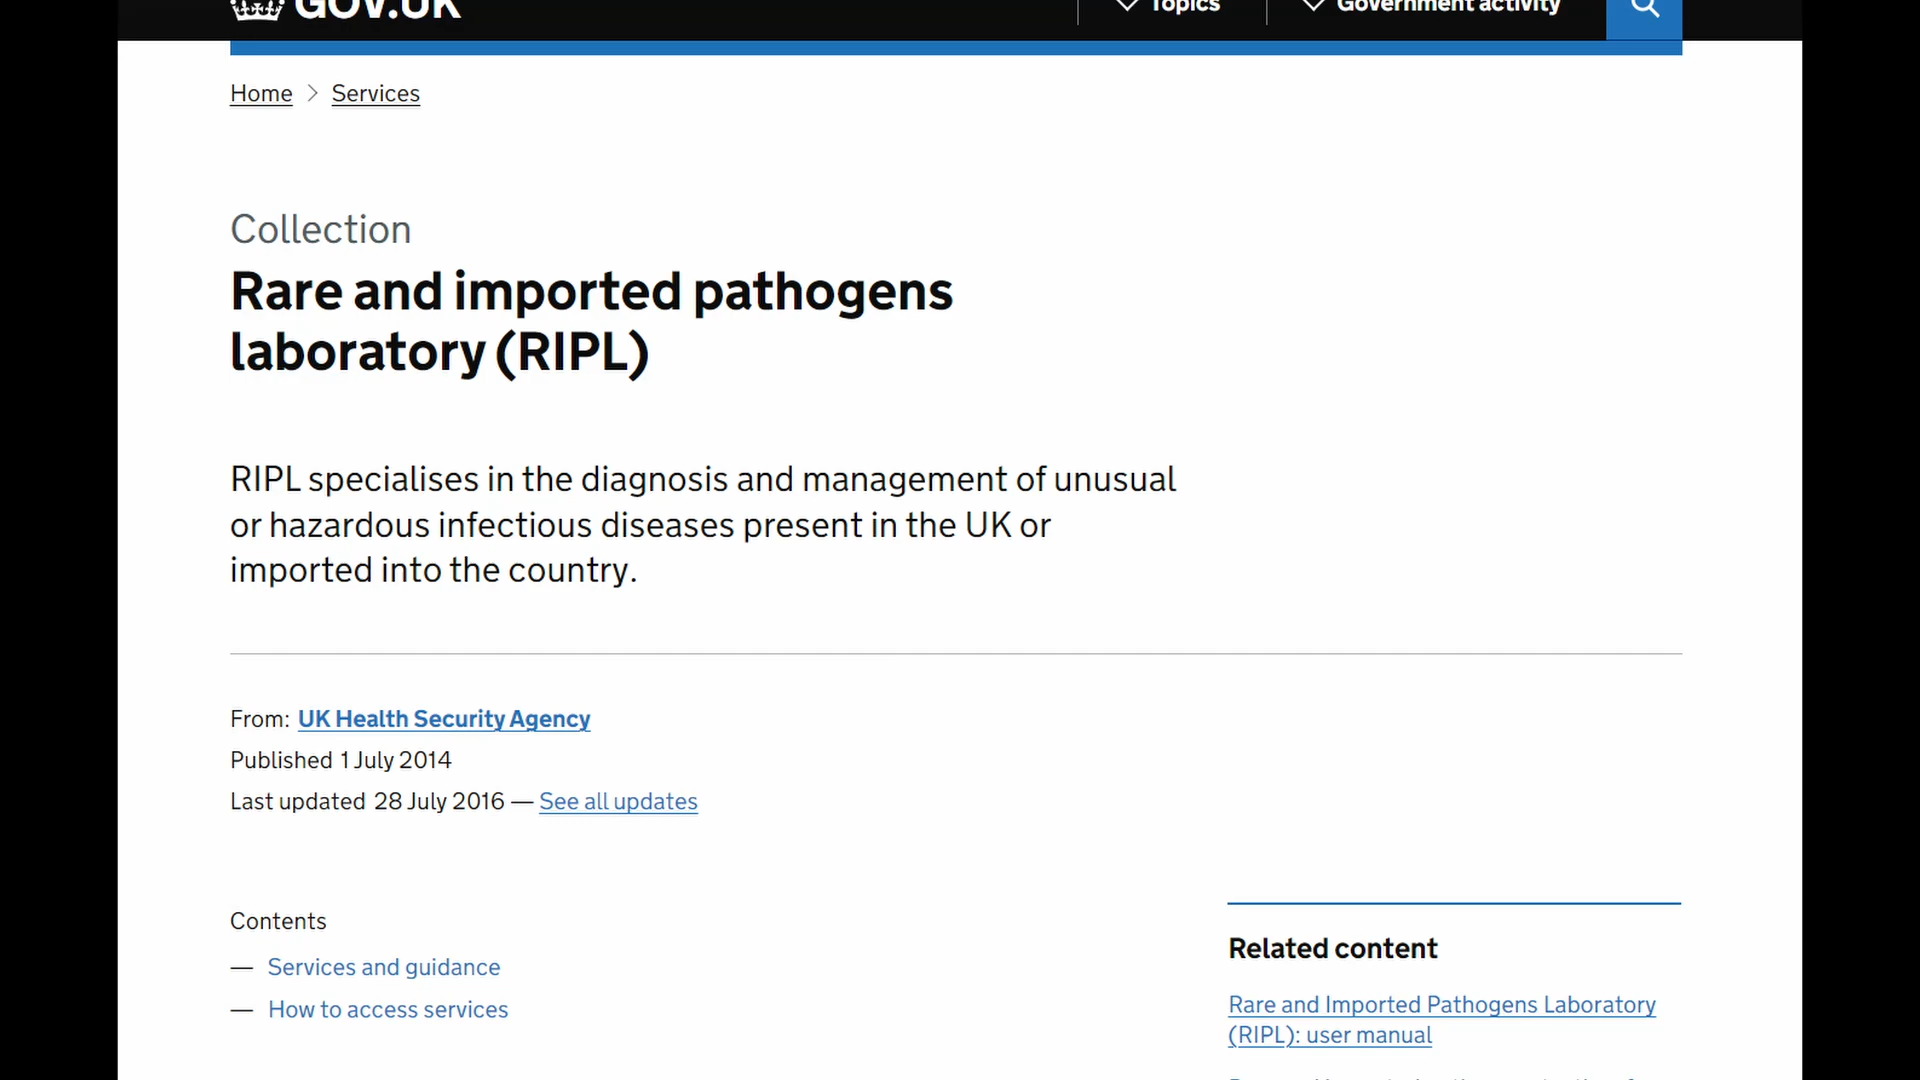 GOV.UK
Topics
Government activity
Home
Services
Collection
Rare and imported pathogens
laboratory (RIPL)
RIPL specialises in the diagnosis and management of unusual
or hazardous infectious diseases present in the UK or
imported into the country.
From: UK Health Security Agency
Published 1 July 2014
Last updated 28 July 2016 — See all updates
Contents
— Services and guidance
— How to access services
Related content
Rare and Imported Pathogens Laboratory
(RIPL): user manual